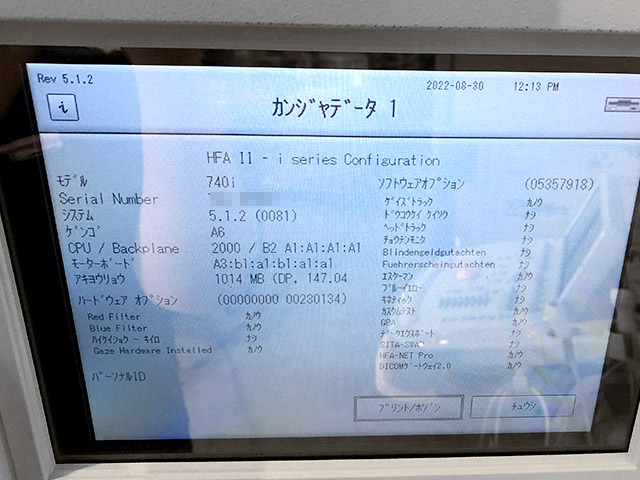 Rev 5.1.2
2022-08-30 12:13 PM
i
カンジャデータ 1
HFA II - i series Configuration
モデル 740i
Serial Number
システム 5.1.2 (0081)
ゲンゴ A6
CPU / Backplane 2000 / B2 A1:A1:A1:A1
モーターボード A3:b1:a1:b1:a1:a1
アキヨウリョウ 1014 MB (DP. 147.04
ハードウェア オプション (00000000 00230134)
Red Filter カノウ
Blue Filter カノウ
ハイケイショク - キイロ ナシ
Gaze Hardware Installed カノウ
パーソナルID
ソフトウェアオプション (05357918)
ゲイズトラック カノウ
ドウコウケイ ケイソク ナシ
ヘッドトラック ナシ
チョウテンモニタ ナシ
Blindengeldgutachten ナシ
Fuehrerscheingutachten ナシ
エスターマン カノウ
ブルーイエロー ナシ
キネティック ナシ
カスタムテスト カノウ
GPA カノウ
データエクスポート ナシ
SITA-SWAP ナシ
HFA-NET Pro カノウ
DICOMゲートウェイ2.0 カノウ
プリント/ホゾン
チュウシ